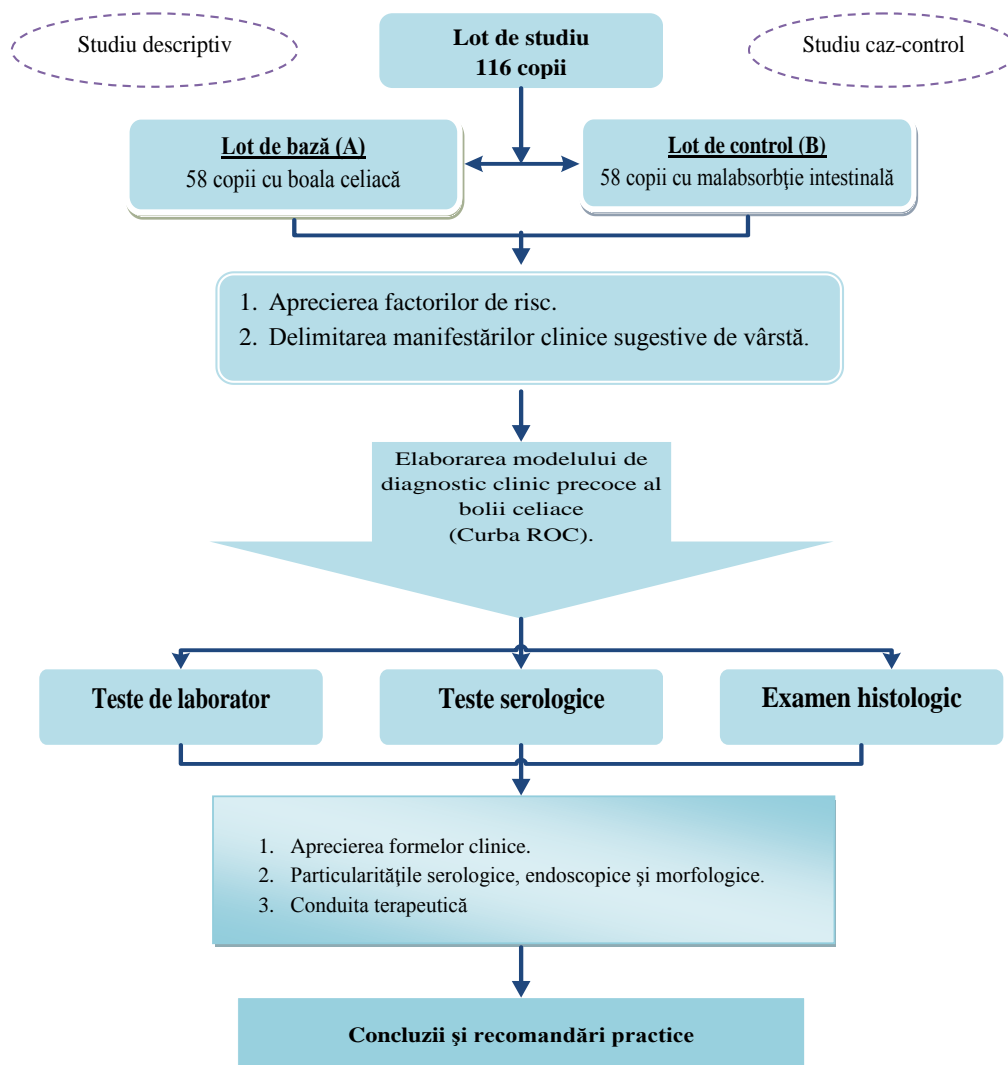 Studiu descriptiv
Lot de studiu
116 copii
Studiu caz-control
Lot de bază (A)
58 copii cu boala celiacă
Lot de control (B)
58 copii cu malabsorbţie intestinală
1. Aprecierea factorilor de risc.
2. Delimitarea manifestărilor clinice sugestive de vârstă.
Elaborarea modelului de
diagnostic clinic precoce al
bolii celiace
(Curba ROC).
Teste de laborator
Teste serologice
Examen histologic
1. Aprecierea formelor clinice.
2. Particularităţile serologice, endoscopice şi morfologice.
3. Conduita terapeutică
Concluzii şi recomandări practice